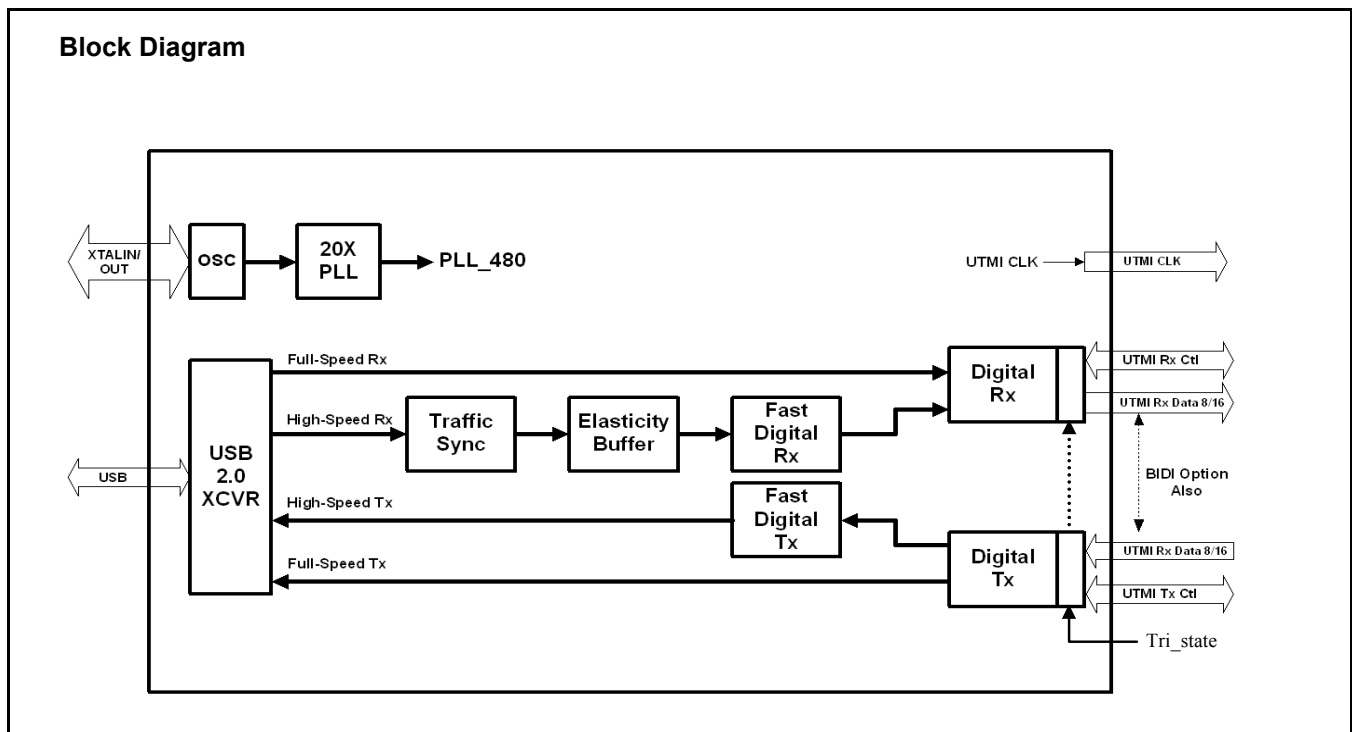 Block Diagram
XTALIN/
OUT
OSC
20X
PLL
PLL_480
UTMI CLK
UTMI CLK
Full-Speed Rx
High-Speed Rx
Traffic
Sync
Elasticity
Buffer
Fast
Digital
Rx
Digital
Rx
UTMI Rx Ctl
UTMI Rx Data 8/16
USB
USB
2.0
XCVR
BIDI Option
Also
High-Speed Tx
Fast
Digital
Tx
Full-Speed Tx
Digital
Tx
UTMI Rx Data 8/16
UTMI Tx Ctl
Tri_state